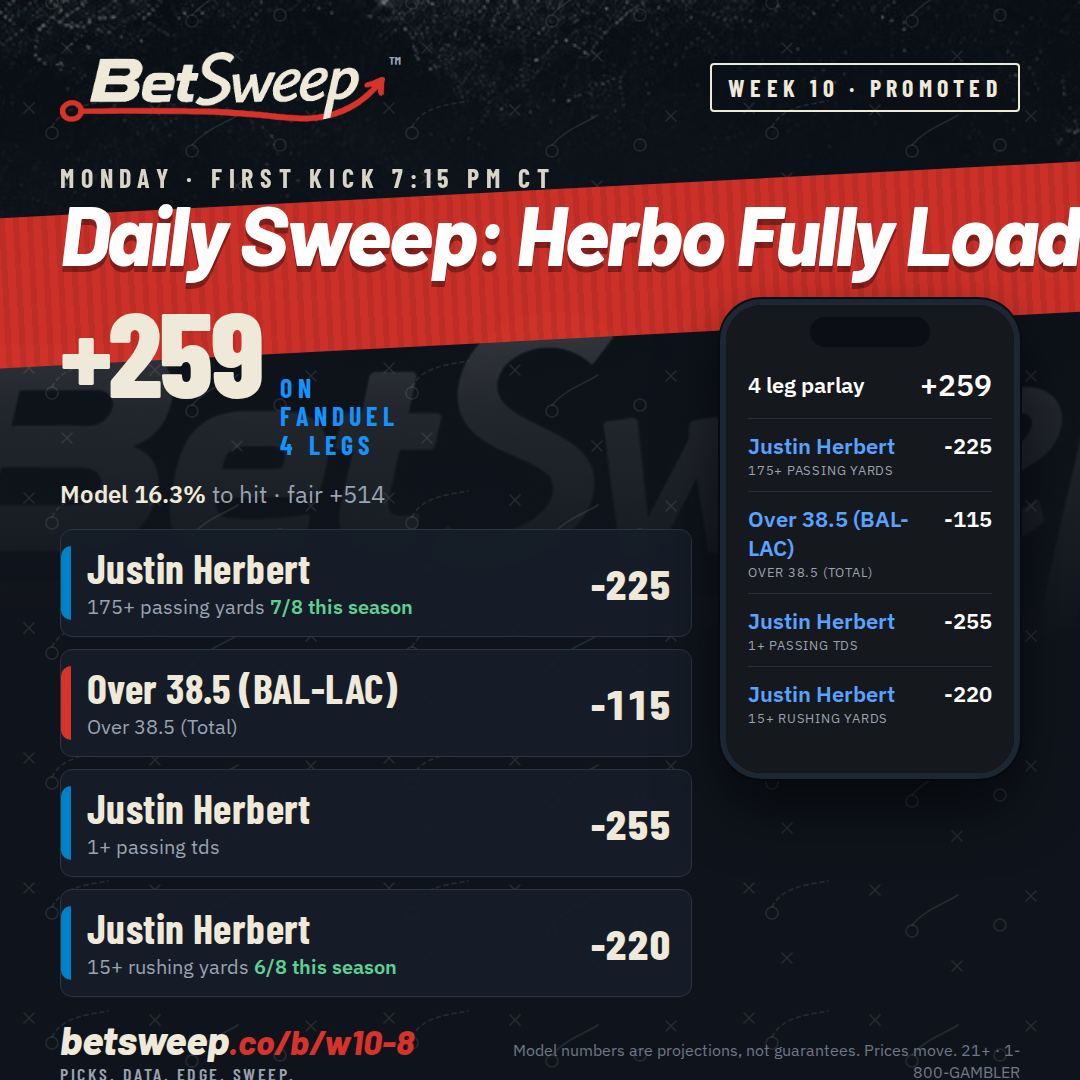 BetSweep™
WEEK 10 · PROMOTED
MONDAY · FIRST KICK 7:15 PM CT
Daily Sweep: Herbo Fully Load
+259
ON
FANDUEL
4 LEGS
Model 16.3% to hit · fair +514
Justin Herbert
175+ passing yards 7/8 this season
-225
Over 38.5 (BAL-LAC)
Over 38.5 (Total)
-115
Justin Herbert
1+ passing tds
-255
Justin Herbert
15+ rushing yards 6/8 this season
-220
4 leg parlay +259
Justin Herbert -225
175+ PASSING YARDS
Over 38.5 (BAL- -115
LAC)
OVER 38.5 (TOTAL)
Justin Herbert -255
1+ PASSING TDS
Justin Herbert -220
15+ RUSHING YARDS
BetSwe
betsweep.co/b/w10-8
PICKS. DATA. EDGE. SWEEP.
Model numbers are projections, not guarantees. Prices move. 21+ · 1-
800-GAMBLER